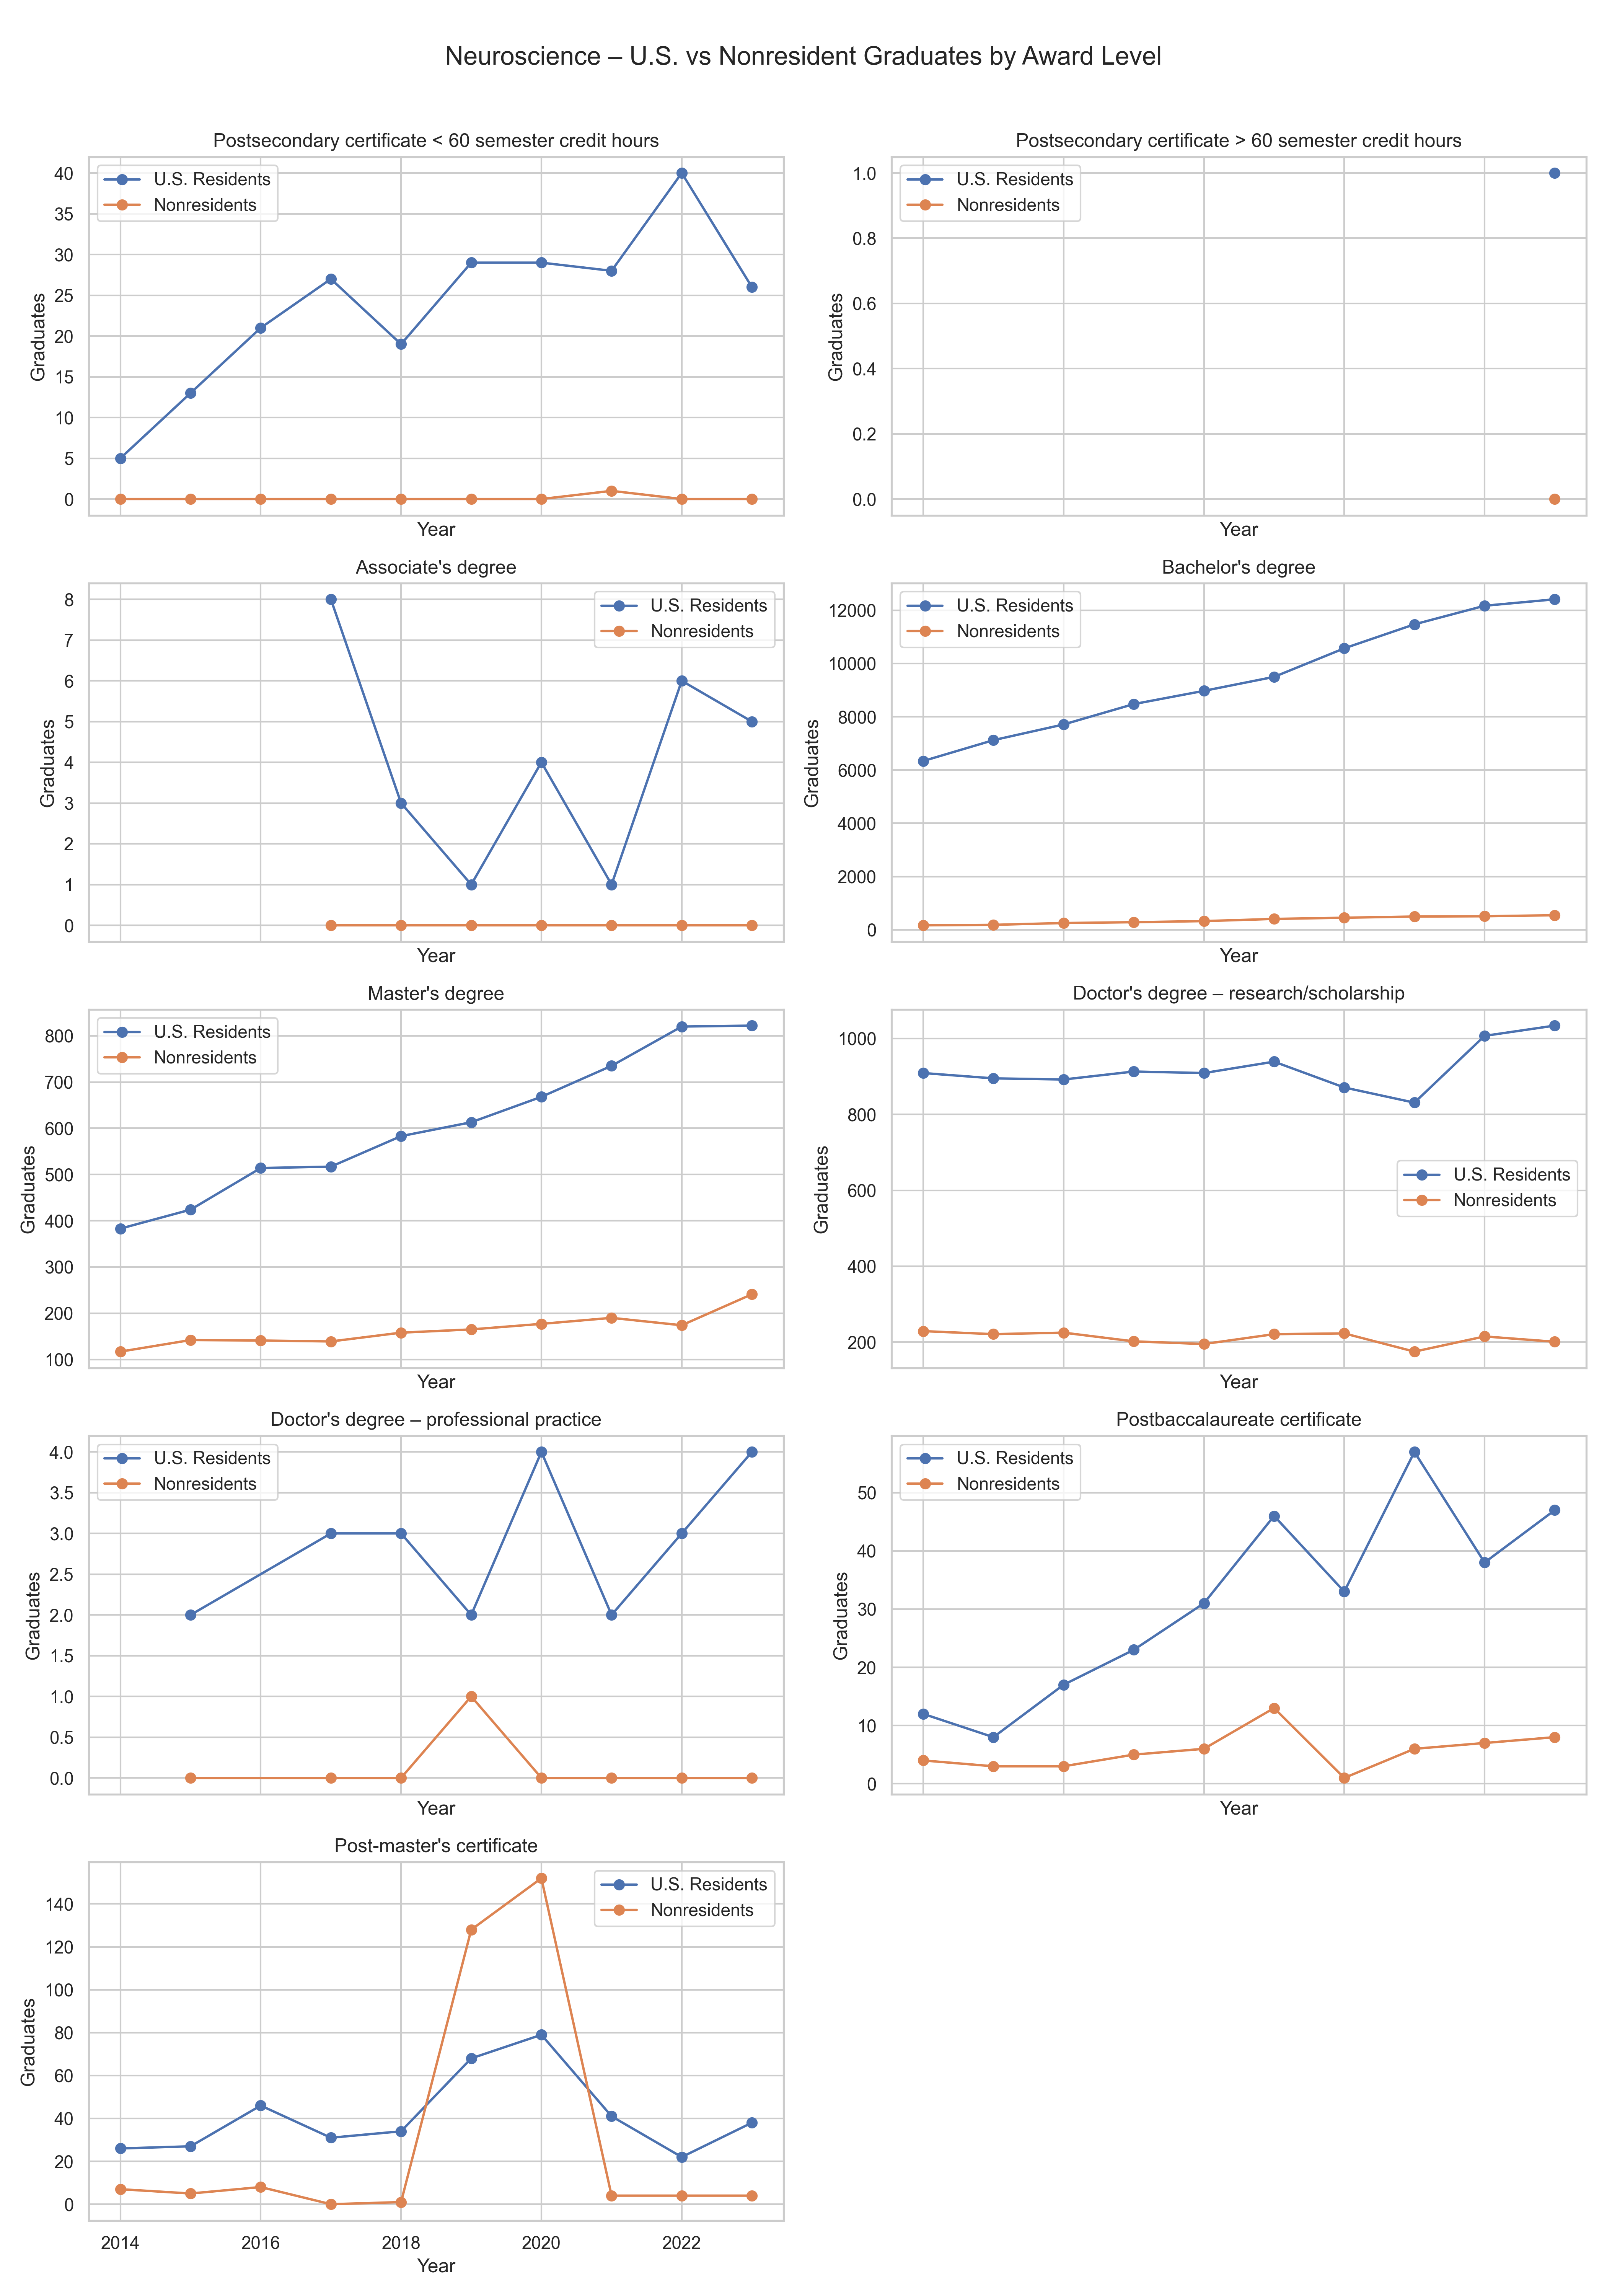 Neuroscience – U.S. vs Nonresident Graduates by Award Level
Postsecondary certificate < 60 semester credit hours
40
35
30
25
20
15
10
5
0
Graduates
U.S. Residents
Nonresidents
Year
Postsecondary certificate > 60 semester credit hours
1.0
0.8
0.6
0.4
0.2
0.0
Graduates
U.S. Residents
Nonresidents
Year
Associate's degree
8
7
6
5
4
3
2
1
0
Graduates
U.S. Residents
Nonresidents
Year
Bachelor's degree
12000
10000
8000
6000
4000
2000
0
Graduates
U.S. Residents
Nonresidents
Year
Master's degree
800
700
600
500
400
300
200
100
Graduates
U.S. Residents
Nonresidents
Year
Doctor's degree – research/scholarship
1000
800
600
400
200
Graduates
U.S. Residents
Nonresidents
Year
Doctor's degree – professional practice
4.0
3.5
3.0
2.5
2.0
1.5
1.0
0.5
0.0
Graduates
U.S. Residents
Nonresidents
Year
Postbaccalaureate certificate
50
40
30
20
10
0
Graduates
U.S. Residents
Nonresidents
Year
Post-master's certificate
140
120
100
80
60
40
20
0
Graduates
U.S. Residents
Nonresidents
2014 2016 2018 2020 2022
Year